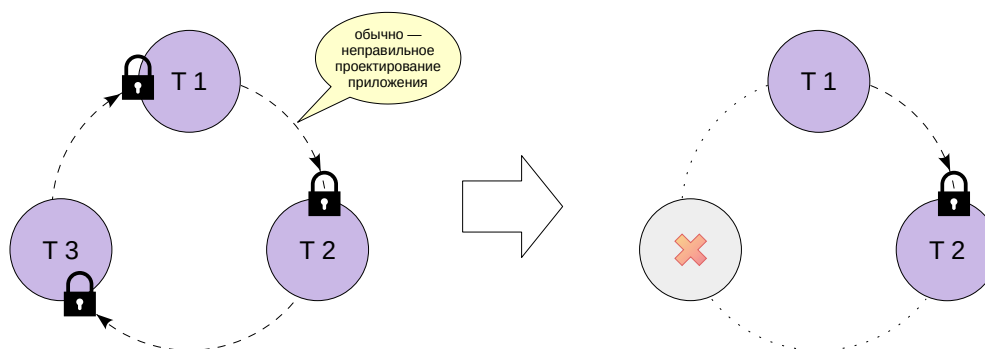 обычно —
неправильное
проектирование
приложения
T 1
T 1
T 3
T 2
T 2